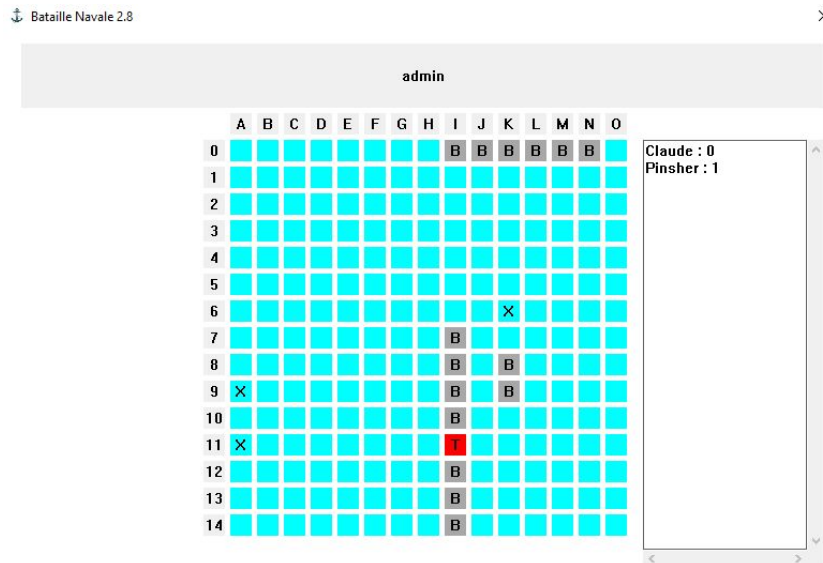 Bataille Navale 2.8
admin
A B C D E F G H I J K L M N O
0 B B B B B B
1
2
3
4
5
6 X
7 B
8 B B
9 X B B
10 B
11 X T
12 B
13 B
14 B
Claude : 0
Pinsher : 1